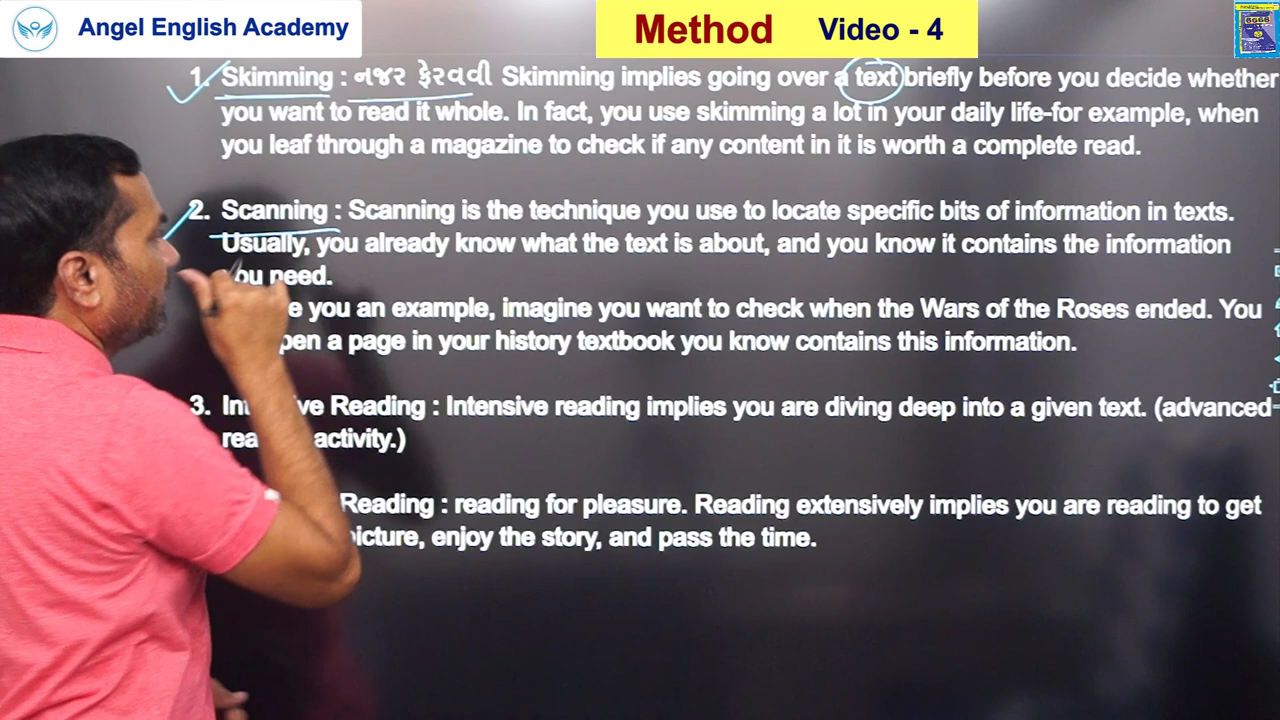 Angel English Academy
Method Video - 4
1. Skimming : નજર ફેરવવી Skimming implies going over a text briefly before you decide whether
you want to read it whole. In fact, you use skimming a lot in your daily life-for example, when
you leaf through a magazine to check if any content in it is worth a complete read.
2. Scanning : Scanning is the technique you use to locate specific bits of information in texts.
Usually, you already know what the text is about, and you know it contains the information
you need.
you an example, imagine you want to check when the Wars of the Roses ended. You
a page in your history textbook you know contains this information.
3. Reading : Intensive reading implies you are diving deep into a given text. (advanced
activity.)
Reading : reading for pleasure. Reading extensively implies you are reading to get
picture, enjoy the story, and pass the time.